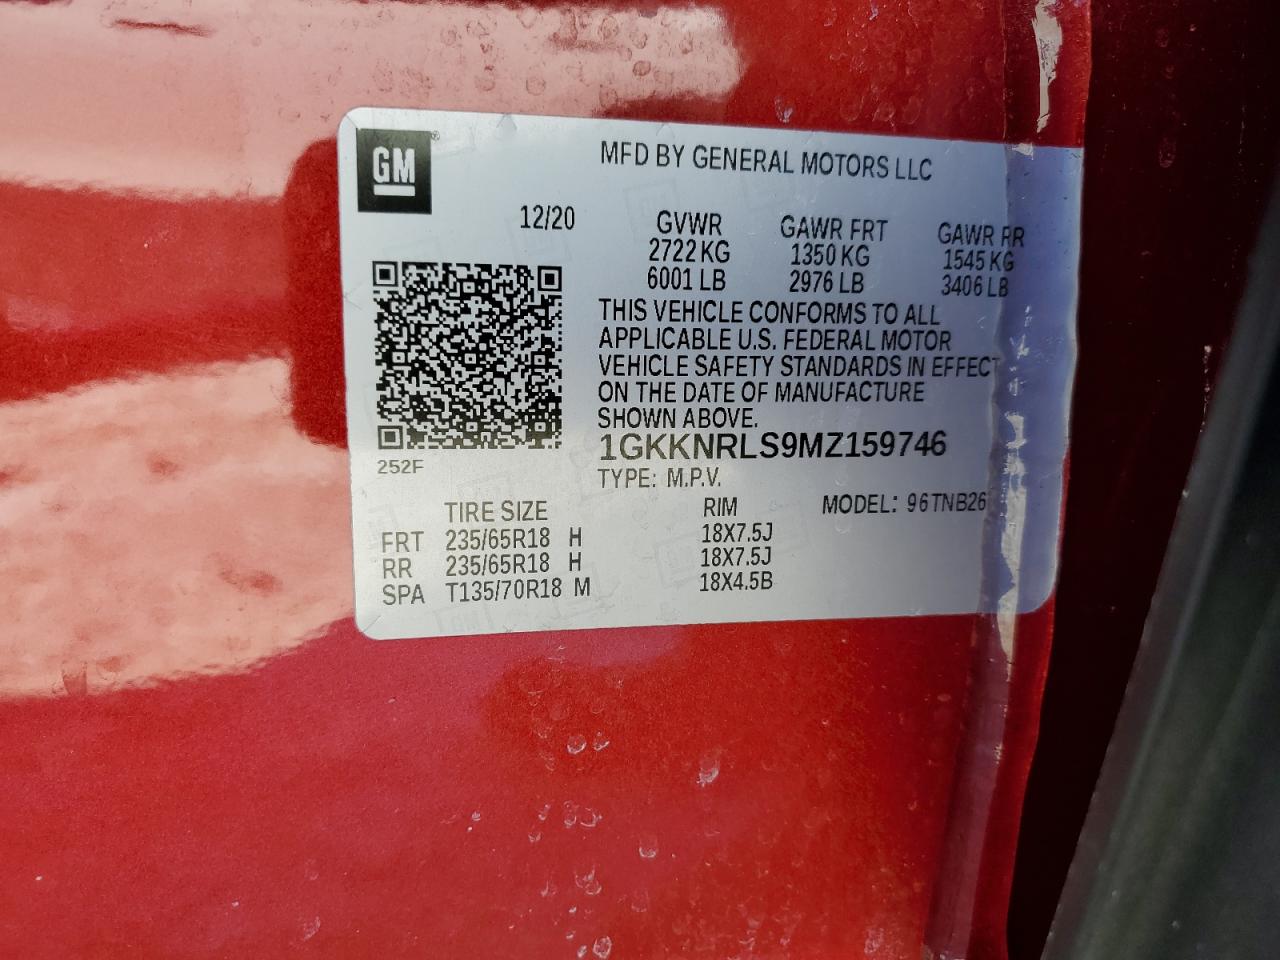 GM
MFD BY GENERAL MOTORS LLC
12/20 GVWR GAWR FRT GAWR RR
2722 KG 1350 KG 1545 KG
6001 LB 2976 LB 3406 LB
THIS VEHICLE CONFORMS TO ALL
APPLICABLE U.S. FEDERAL MOTOR
VEHICLE SAFETY STANDARDS IN EFFECT
ON THE DATE OF MANUFACTURE
SHOWN ABOVE.
1GKKNRLS9MZ159746
252F
TYPE: M.P.V.
TIRE SIZE RIM MODEL: 96TNB26
FRT 235/65R18 H 18X7.5J
RR 235/65R18 H 18X7.5J
SPA T135/70R18 M 18X4.5B